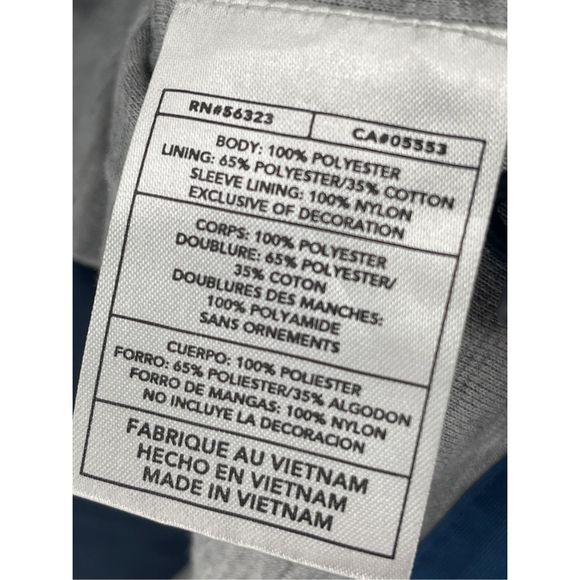 RN#56323
CA#05553
BODY: 100% POLYESTER
LINING: 65% POLYESTER/35% COTTON
SLEEVE LINING: 100% NYLON
EXCLUSIVE OF DECORATION
CORPS: 100% POLYESTER
DOUBLURE: 65% POLYESTER/
35% COTON
DOUBLURES DES MANCHES:
100% POLYAMIDE
SANS ORNEMENTS
CUERPO: 100% POLIESTER
FORRO: 65% POLIESTER/35% ALGODON
FORRO DE MANGAS: 100% NYLON
NO INCLUYE LA DECORACION
FABRIQUE AU VIETNAM
HECHO EN VIETNAM
MADE IN VIETNAM